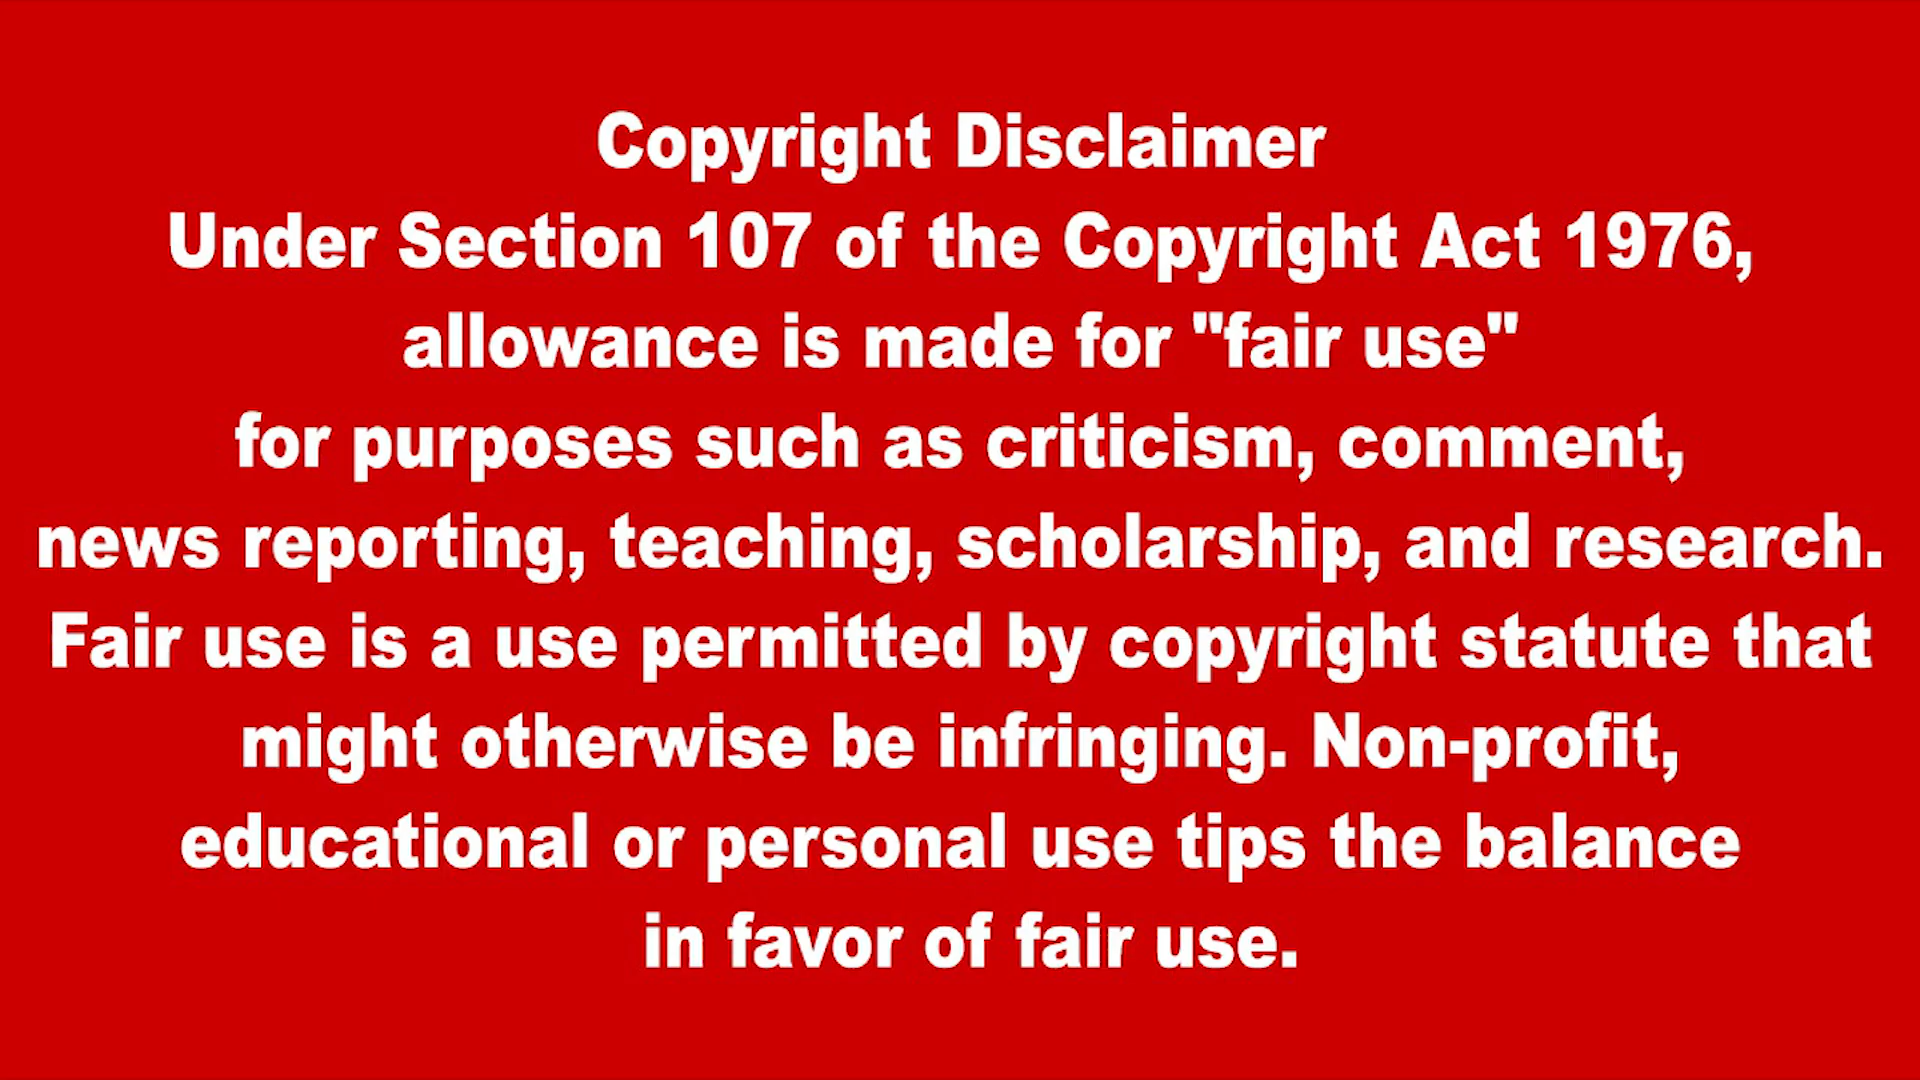 Copyright Disclaimer
Under Section 107 of the Copyright Act 1976,
allowance is made for "fair use"
for purposes such as criticism, comment,
news reporting, teaching, scholarship, and research.
Fair use is a use permitted by copyright statute that
might otherwise be infringing. Non-profit,
educational or personal use tips the balance
in favor of fair use.